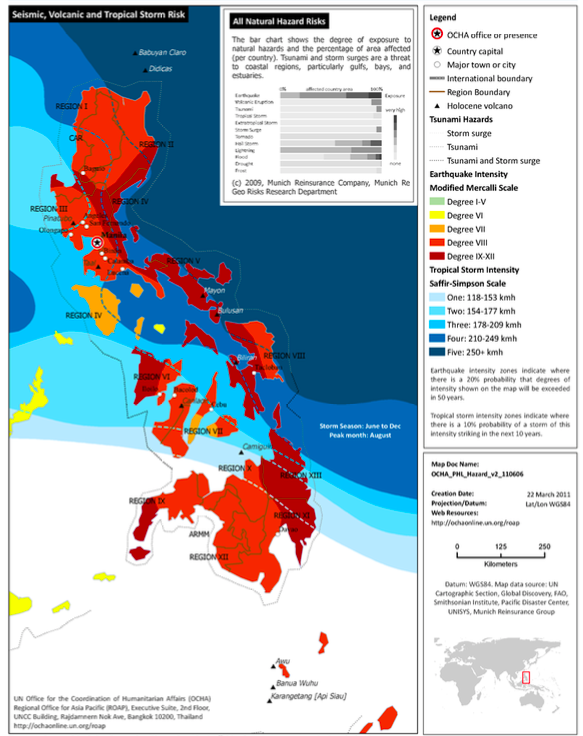 Seismic, Volcanic and Tropical Storm Risk
Babuyan Claro
Didicas
REGION I
CAR
REGION II
Baguio
REGION IV
REGION III
Pinatubo
Angeles
San Fernando
Olongapo
Manila
Taal
Calamba
Lucena
REGION V
Mayon
Bulusan
REGION IV
Biliran
REGION VIII
Tacloban
REGION VI
Iloilo
Bacolod
Canlaon
Cebu
REGION VII
Camiguin
REGION X
REGION XIII
REGION IX
REGION XI
Davao
ARMM
REGION XII
Storm Season: June to Dec
Peak month: August
Awu
Banua Wuhu
Karangetang [Api Siau]
UN Office for the Coordination of Humanitarian Affairs (OCHA)
Regional Office for Asia Pacific (ROAP), Executive Suite, 2nd Floor,
UNCC Building, Rajdamnern Nok Ave, Bangkok 10200, Thailand
http://ochaonline.un.org/roap
All Natural Hazard Risks
The bar chart shows the degree of exposure to
natural hazards and the percentage of area affected
(per country). Tsunami and storm surges are a threat
to coastal regions, particularly gulfs, bays, and
estuaries.
0% affected country area 100%
Earthquake
Volcanic Eruption
Tsunami
Tropical Storm
Extratropical Storm
Storm Surge
Tornado
Hail Storm
Lightning
Flood
Drought
Frost
Exposure
very high
none
(c) 2009, Munich Reinsurance Company, Munich Re
Geo Risks Research Department
Legend
OCHA office or presence
Country capital
Major town or city
International boundary
Region Boundary
Holocene volcano
Tsunami Hazards
Storm surge
Tsunami
Tsunami and Storm surge
Earthquake Intensity
Modified Mercalli Scale
Degree I-V
Degree VI
Degree VII
Degree VIII
Degree IX-XII
Tropical Storm Intensity
Saffir-Simpson Scale
One: 118-153 kmh
Two: 154-177 kmh
Three: 178-209 kmh
Four: 210-249 kmh
Five: 250+ kmh
Earthquake intensity zones indicate where
there is a 20% probability that degrees of
intensity shown on the map will be exceeded
in 50 years.
Tropical storm intensity zones indicate where
there is a 10% probability of a storm of this
intensity striking in the next 10 years.
Map Doc Name:
OCHA_PHL_Hazard_v2_110606
Creation Date: 22 March 2011
Projection/Datum: Lat/Lon WGS84
Web Resources:
http://ochaonline.un.org/roap
0 125 250
Kilometers
Datum: WGS84. Map data source: UN
Cartographic Section, Global Discovery, FAO,
Smithsonian Institute, Pacific Disaster Center,
UNISYS, Munich Reinsurance Group